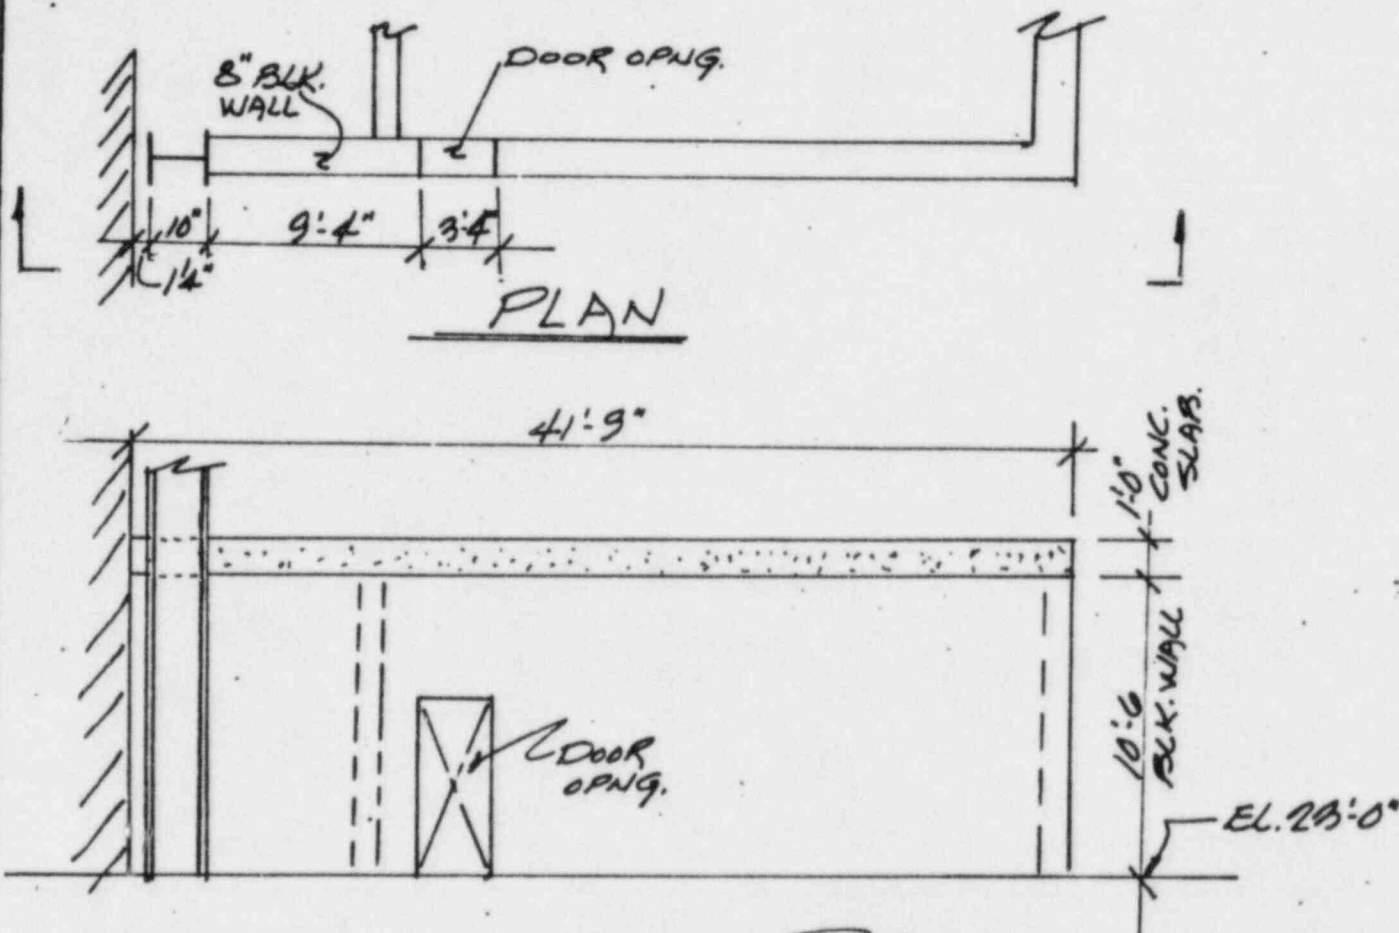 DOOR OPNG.
8" BLK.
WALL
10"
9'-4"
3'-4"
1¼"
PLAN
41'-9"
1'-0"
CONC.
SLAB.
DOOR
OPNG.
10'-6
BLK. WALL
EL. 23'-0"